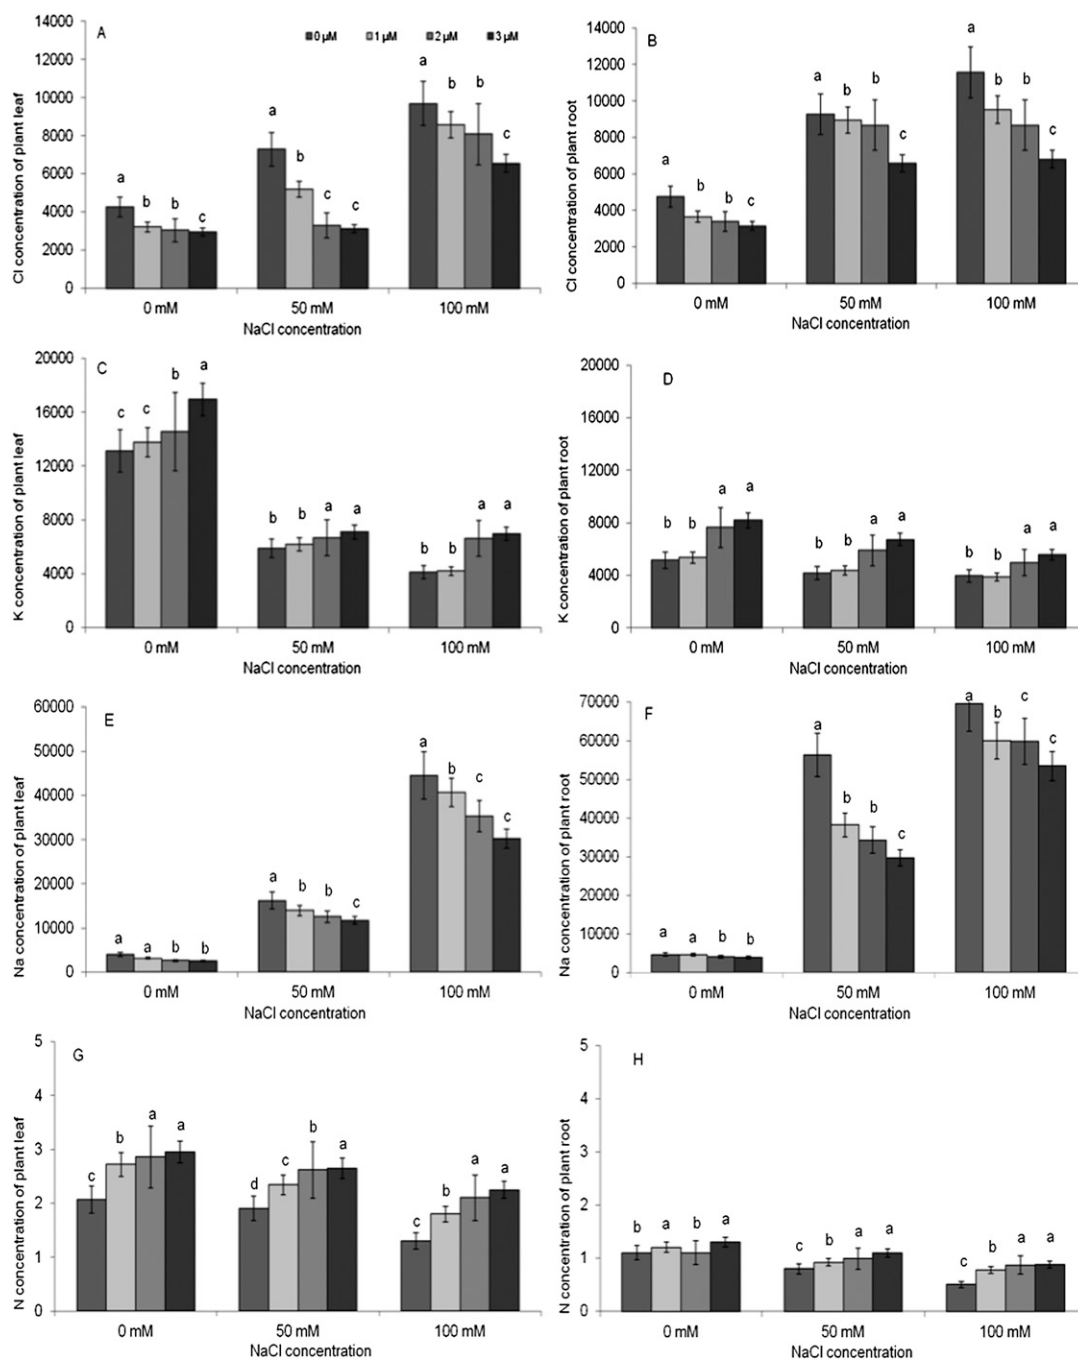 A
0 µM 1 µM 2 µM 3 µM
Cl concentration of plant leaf
14000
12000
10000
8000
6000
4000
2000
0
a b b c
a b c c
a b b c
0 mM 50 mM 100 mM
NaCl concentration
B
Cl concentration of plant root
14000
12000
10000
8000
6000
4000
2000
0
a b b c
a b b c
a b b c
0 mM 50 mM 100 mM
NaCl concentration
C
K concentration of plant leaf
20000
16000
12000
8000
4000
0
c c b a
b b a a
b b a a
0 mM 50 mM 100 mM
NaCl concentration
D
K concentration of plant root
20000
16000
12000
8000
4000
0
b b a a
b b a a
b b a a
0 mM 50 mM 100 mM
NaCl concentration
E
Na concentration of plant leaf
60000
50000
40000
30000
20000
10000
0
a a b b
a b b c
a b c c
0 mM 50 mM 100 mM
NaCl concentration
F
Na concentration of plant root
70000
60000
50000
40000
30000
20000
10000
0
a a b b
a b b c
a b c c
0 mM 50 mM 100 mM
NaCl concentration
G
N concentration of plant leaf
5
4
3
2
1
0
c b a a
d c b a
c b a a
0 mM 50 mM 100 mM
NaCl concentration
H
N concentration of plant root
5
4
3
2
1
0
b a b a
c b a a
c b a a
0 mM 50 mM 100 mM
NaCl concentration